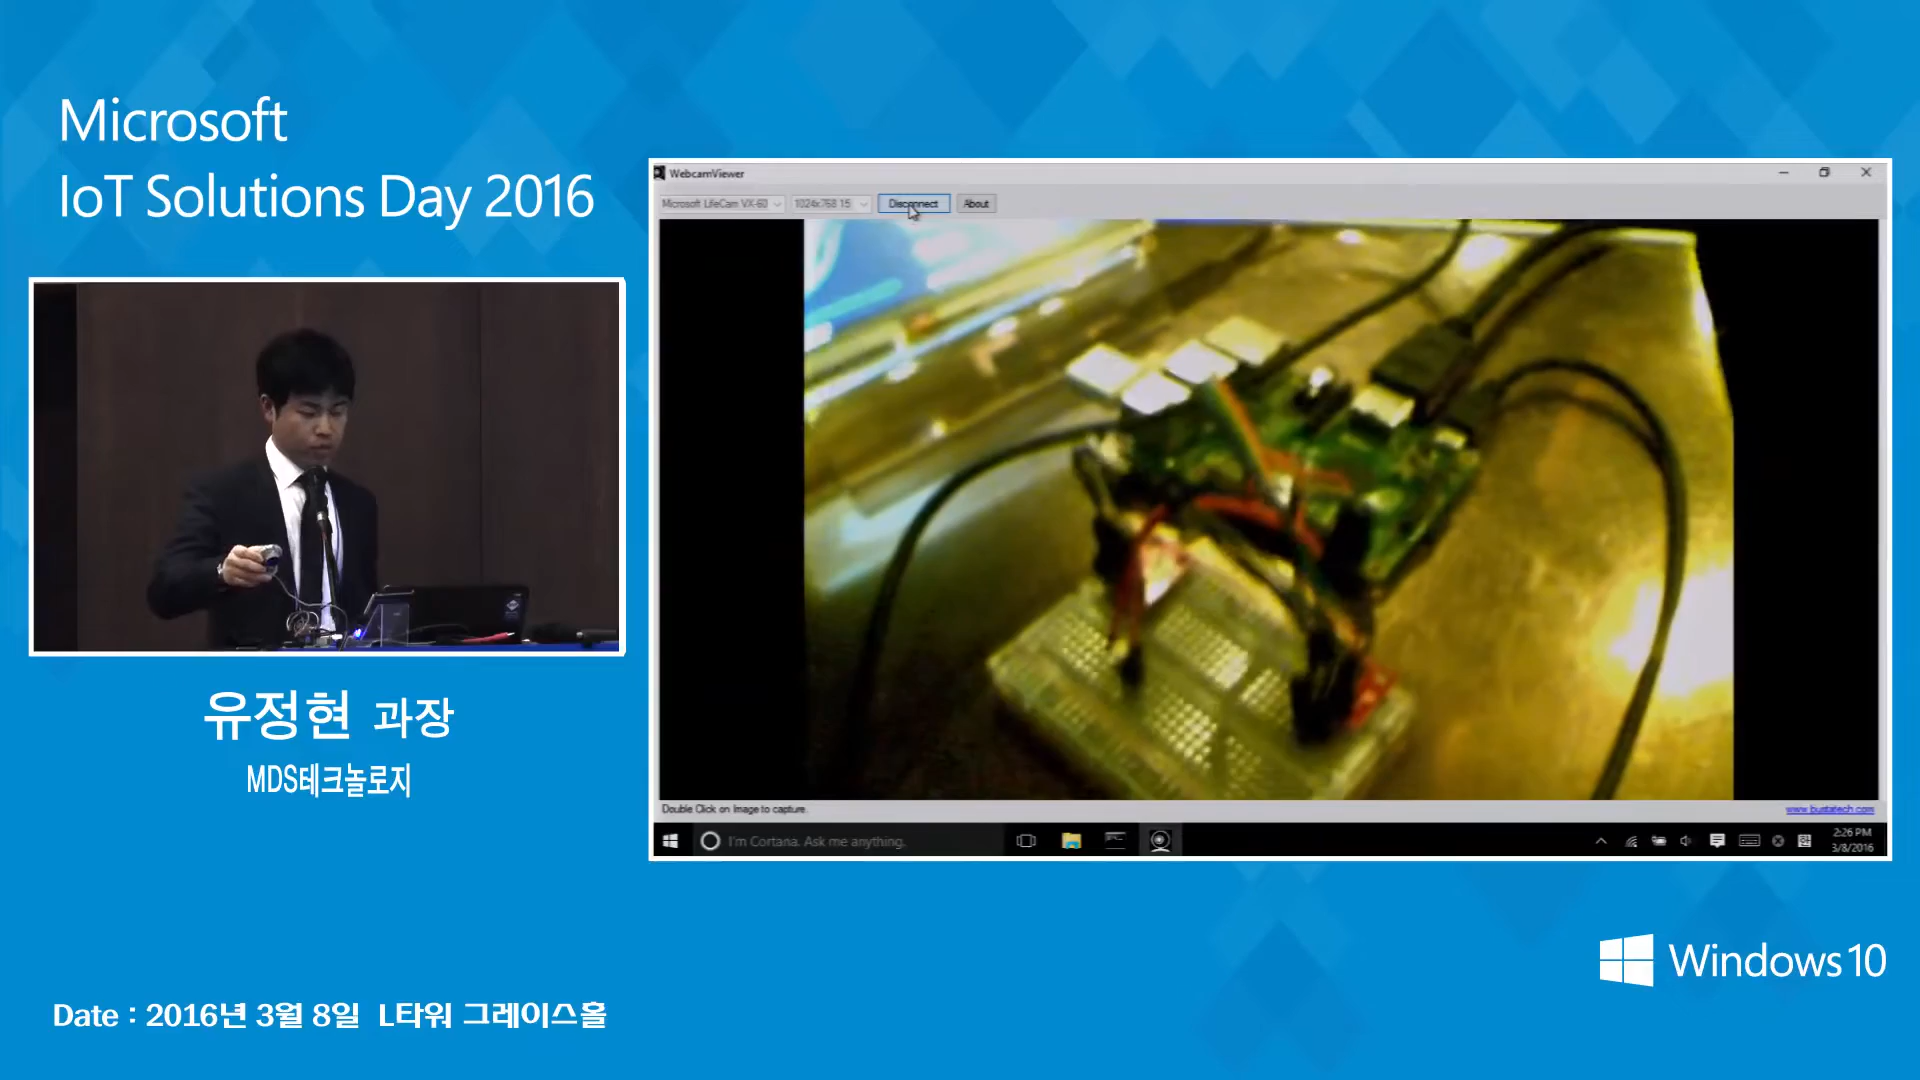 Microsoft
IoT Solutions Day 2016
WebcamViewer
Microsoft LifeCam VX-60
1024x768 15
Disconnect
About
유정현 과장
MDS테크놀로지
Double Click on Image to capture.
www.bustatech.com
I'm Cortana. Ask me anything.
2:26 PM
3/8/2016
Windows 10
Date : 2016년 3월 8일 L타워 그레이스홀